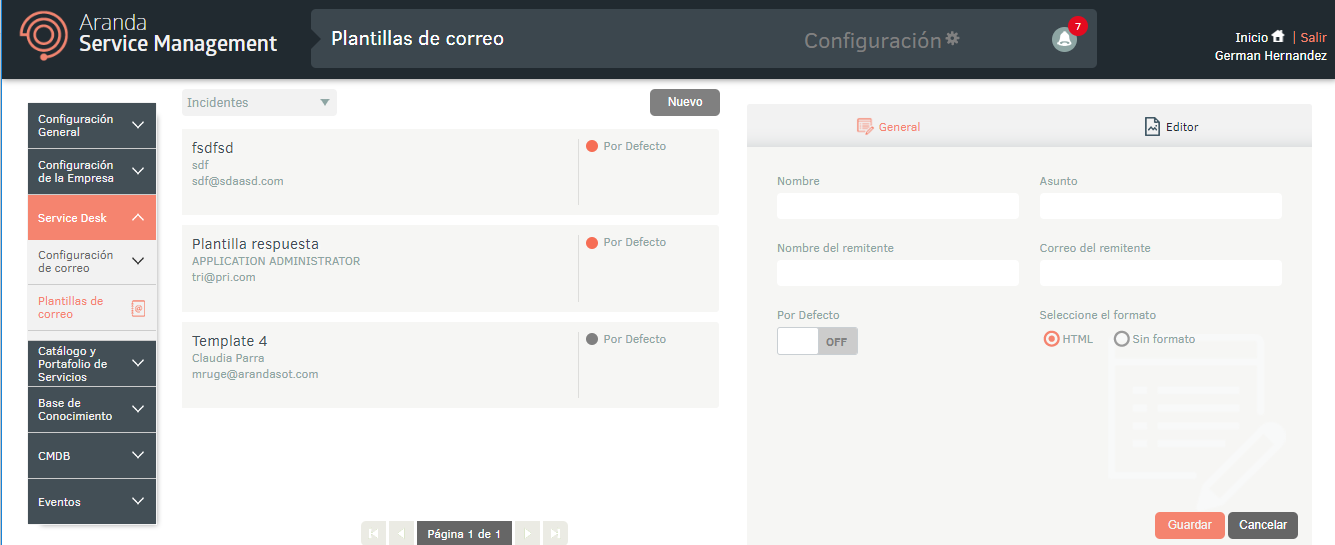 Aranda
Service Management
Plantillas de correo
Configuración
7
Inicio | Salir
German Hernandez
Configuración
General
Configuración
de la Empresa
Service Desk
Configuración
de correo
Plantillas de
correo
Catálogo y
Portafolio de
Servicios
Base de
Conocimiento
CMDB
Eventos
Incidentes
Nuevo
fsdfsd
sdf
sdf@sdaasd.com
Por Defecto
Plantilla respuesta
APPLICATION ADMINISTRATOR
tri@pri.com
Por Defecto
Template 4
Claudia Parra
mruge@arandasot.com
Por Defecto
Página 1 de 1
General
Editor
Nombre
Asunto
Nombre del remitente
Correo del remitente
Por Defecto
OFF
Seleccione el formato
HTML
Sin formato
Guardar
Cancelar